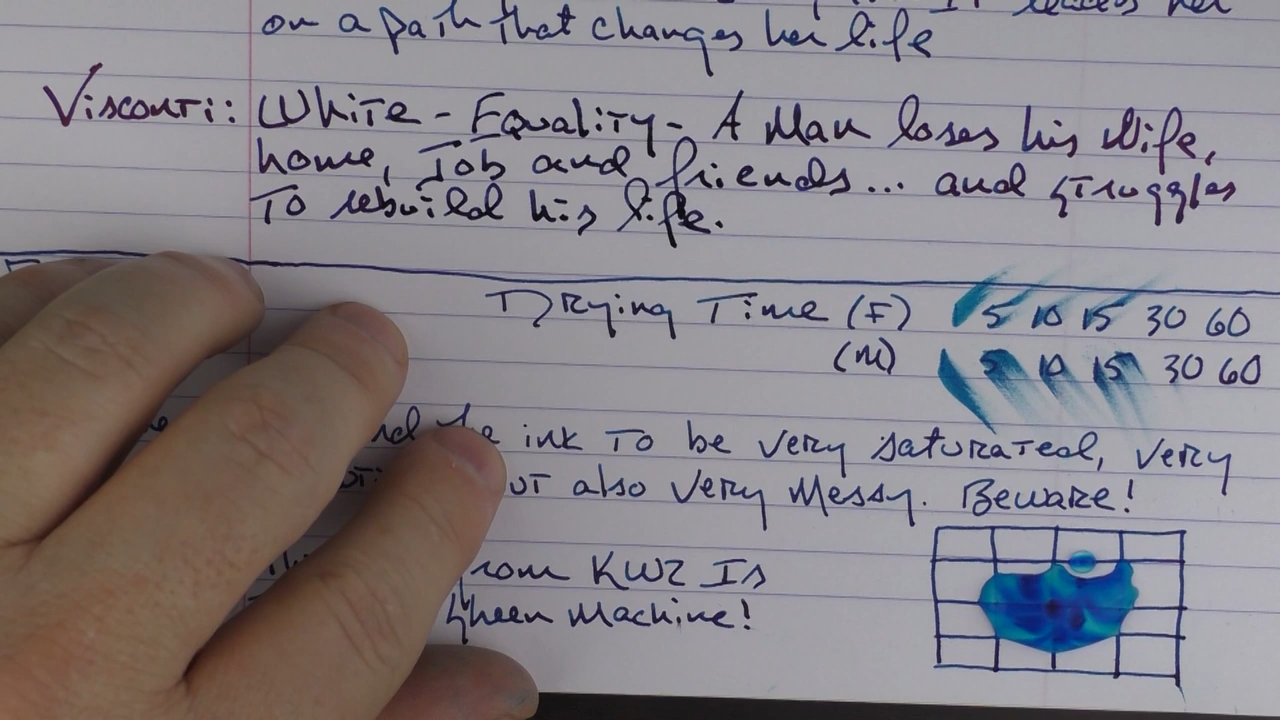 on a path that changes her life
Visconti: White - Equality - A Man loses his Wife,
home, Job and friends... and struggles
To rebuild his life.
Drying Time (F) 5 10 15 30 60
(M) 5 10 15 30 60
ink To be very saturated, very
also very Messy. Beware!
KWZ Is
Sheen Machine!